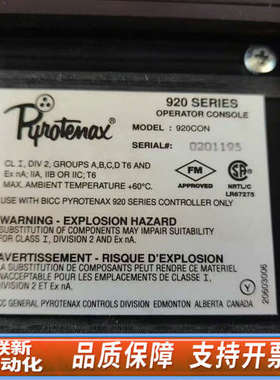 Pyrotenax
920 SERIES
OPERATOR CONSOLE
MODEL : 920CON
SERIAL#: 0201195
CL I, DIV 2, GROUPS A,B,C,D T6 AND
Ex nA; IIA, IIB OR IIC; T6
MAX. AMBIENT TEMPERATURE +60°C.
FM
APPROVED
NRTL/C
LR67275
USE WITH BICC PYROTENAX 920 SERIES CONTROLLER ONLY
WARNING - EXPLOSION HAZARD
SUBSTITUTION OF COMPONENTS MAY IMPAIR SUITABILITY
FOR CLASS I, DIVISION 2 AND Ex nA.
AVERTISSEMENT - RISQUE D'EXPLOSION
SUBSTITUTION DE COMPOSANTS PEUT RENDRE CE MATERIEL
INACCEPTABLE POUR LES EMPLACEMENTS DE CLASSE I,
DIVISION 2 ET Ex nA.
BICC GENERAL PYROTENAX CONTROLS DIVISION EDMONTON ALBERTA CANADA
品质保障 支持开票